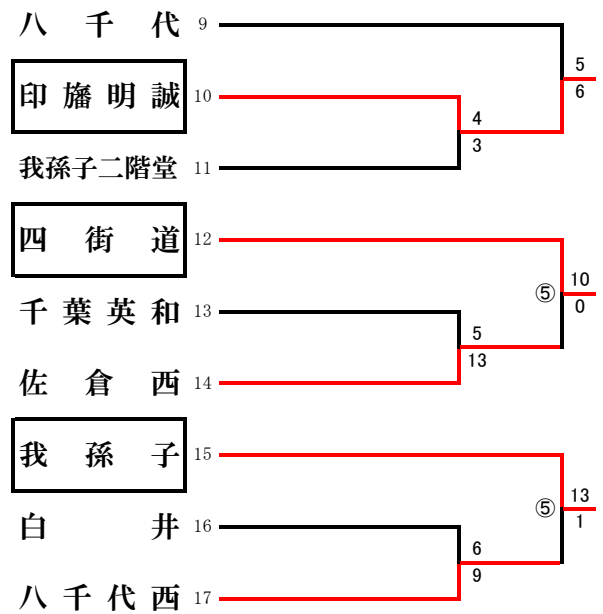 八千代 9
5
印旛明誠 10
6
4
3
我孫子二階堂 11
四街道 12
⑤ 10
0
千葉英和 13
5
13
佐倉西 14
我孫子 15
⑤ 13
1
白井 16
6
9
八千代西 17